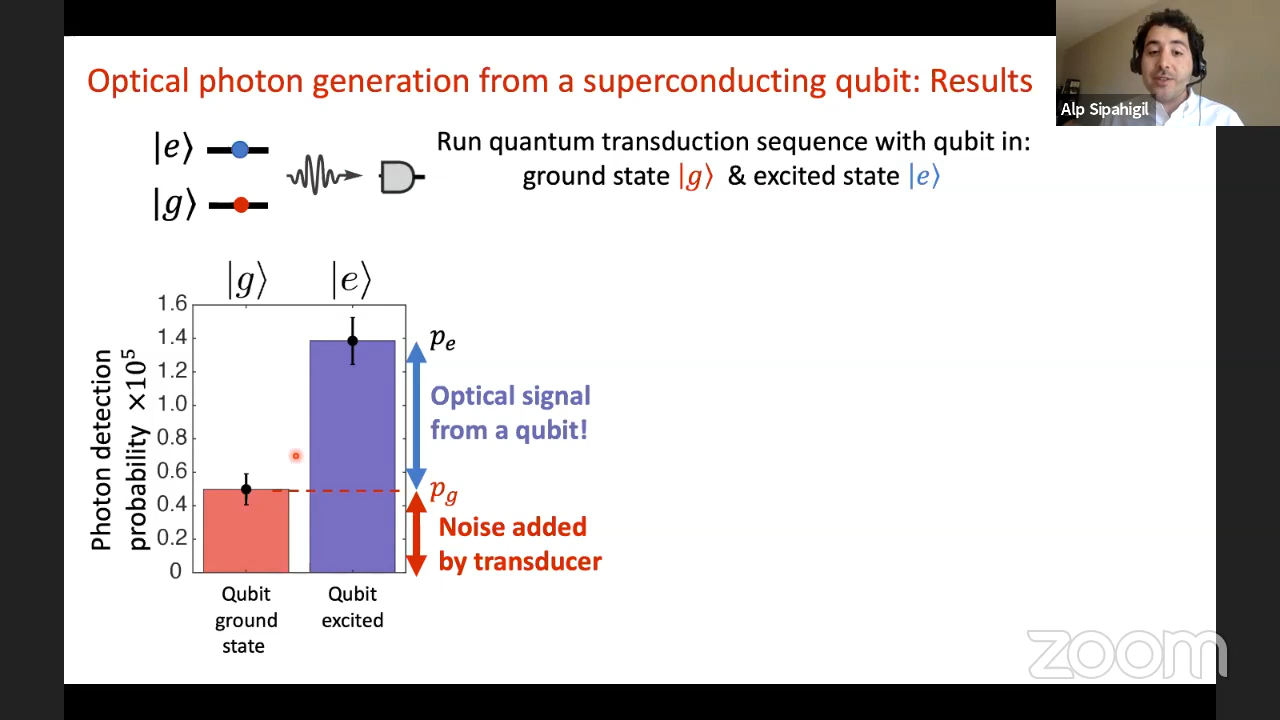 Optical photon generation from a superconducting qubit: Results
Alp Sipahigil
|e⟩
|g⟩
Run quantum transduction sequence with qubit in:
ground state |g⟩ & excited state |e⟩
|g⟩ |e⟩
Photon detection
probability ×10⁵
1.6
1.4
1.2
1.0
0.8
0.6
0.4
0.2
0
pₑ
Optical signal
from a qubit!
p_g
Noise added
by transducer
Qubit
ground
state
Qubit
excited
zoom